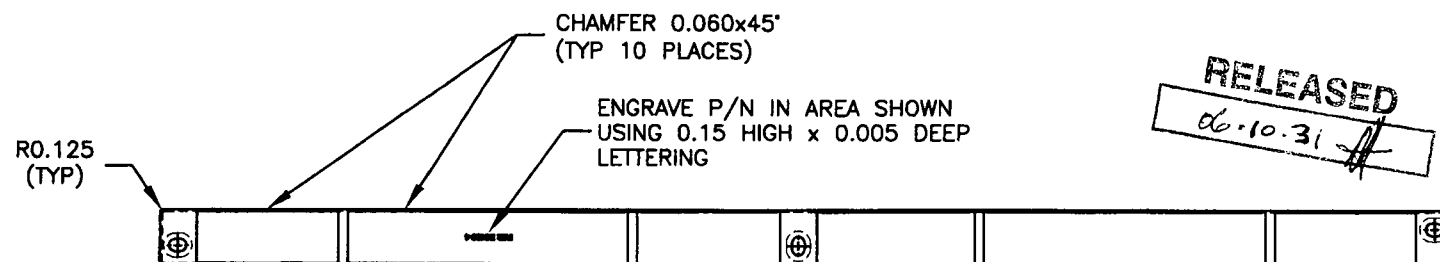 CHAMFER 0.060x45°
(TYP 10 PLACES)
RELEASED
06.10.31
ENGRAVE P/N IN AREA SHOWN
USING 0.15 HIGH x 0.005 DEEP
LETTERING
R0.125
(TYP)